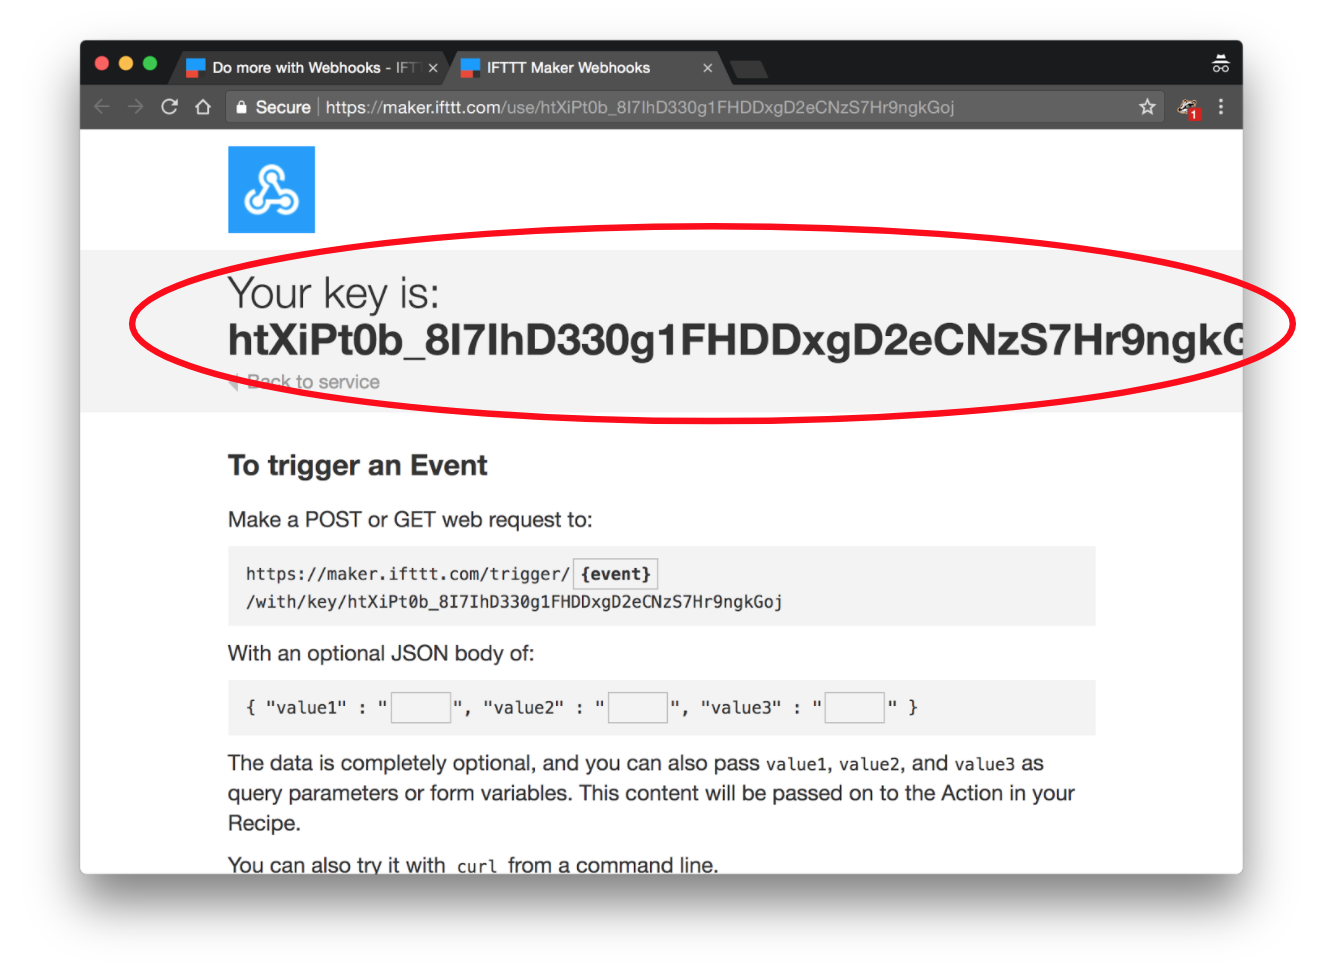 Do more with Webhooks - IFT
IFTTT Maker Webhooks
Secure https://maker.ifttt.com/use/htXiPt0b_8I7IhD330g1FHDDxgD2eCNzS7Hr9ngkGoj
1
Your key is:
htXiPt0b_8I7IhD330g1FHDDxgD2eCNzS7Hr9ngkG
Back to service
To trigger an Event
Make a POST or GET web request to:
https://maker.ifttt.com/trigger/ {event}
/with/key/htXiPt0b_8I7IhD330g1FHDDxgD2eCNzS7Hr9ngkGoj
With an optional JSON body of:
{ "value1" : "", "value2" : "", "value3" : "" }
The data is completely optional, and you can also pass value1, value2, and value3 as
query parameters or form variables. This content will be passed on to the Action in your
Recipe.
You can also try it with curl from a command line.